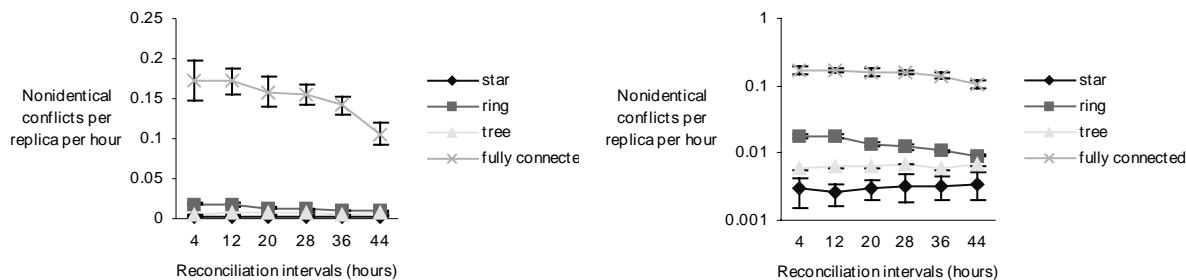 0.25
0.2
0.15
0.1
0.05
0
Nonidentical
conflicts per
replica per hour
4 12 20 28 36 44
Reconciliation intervals (hours)
star
ring
tree
fully connecte
1
0.1
0.01
0.001
Nonidentical
conflicts per
replica per hour
4 12 20 28 36 44
Reconciliation intervals (hours)
star
ring
tree
fully connected